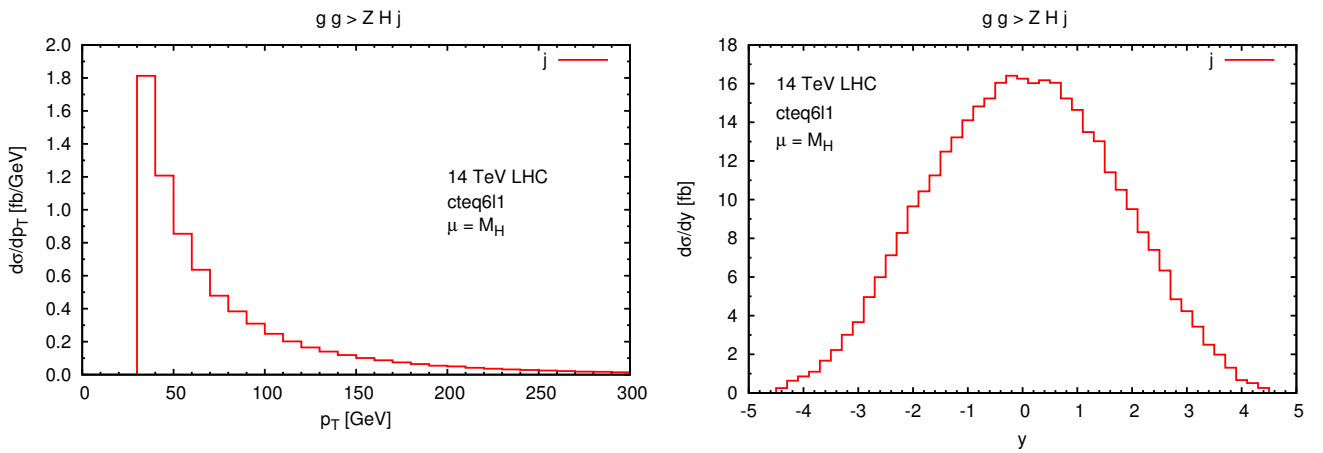 g g > Z H j
dσ/dp_T [fb/GeV]
2.0
1.8
1.6
1.4
1.2
1.0
0.8
0.6
0.4
0.2
0.0
j
14 TeV LHC
cteq6l1
μ = M_H
0 50 100 150 200 250 300
p_T [GeV]
g g > Z H j
dσ/dy [fb]
18
16
14
12
10
8
6
4
2
0
j
14 TeV LHC
cteq6l1
μ = M_H
-5 -4 -3 -2 -1 0 1 2 3 4 5
y